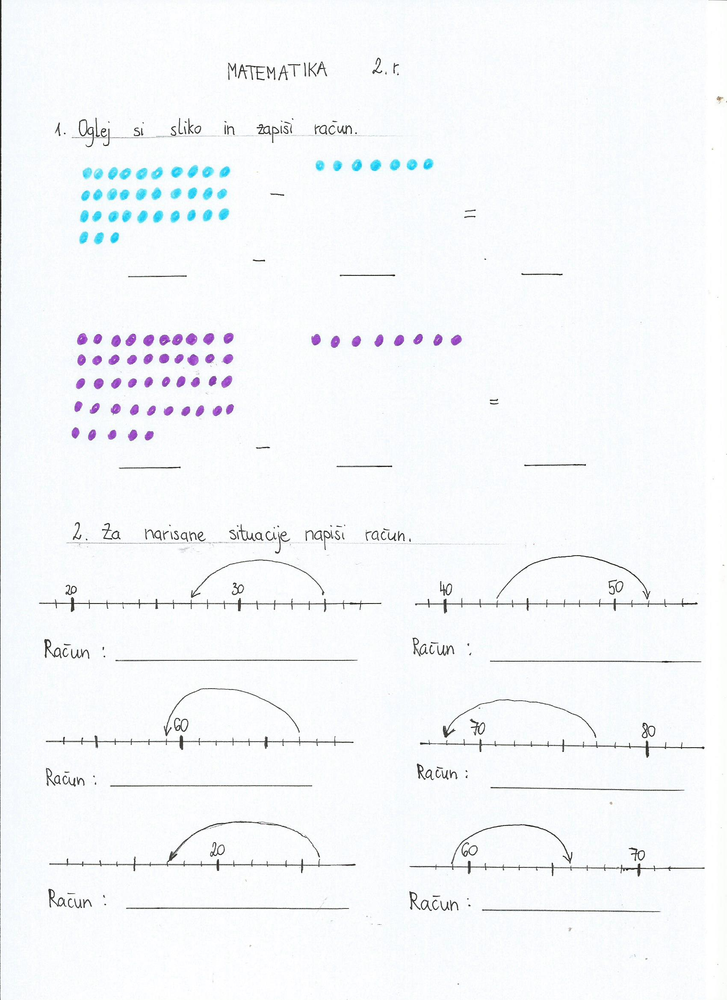 MATEMATIKA 2. r.
1. Oglej si sliko in zapiši račun.
−
=
−
−
=
−
2. Za narisane situacije napiši račun.
20 30
40 50
Račun :
Račun :
60
70 80
Račun :
Račun :
20
60 70
Račun :
Račun :